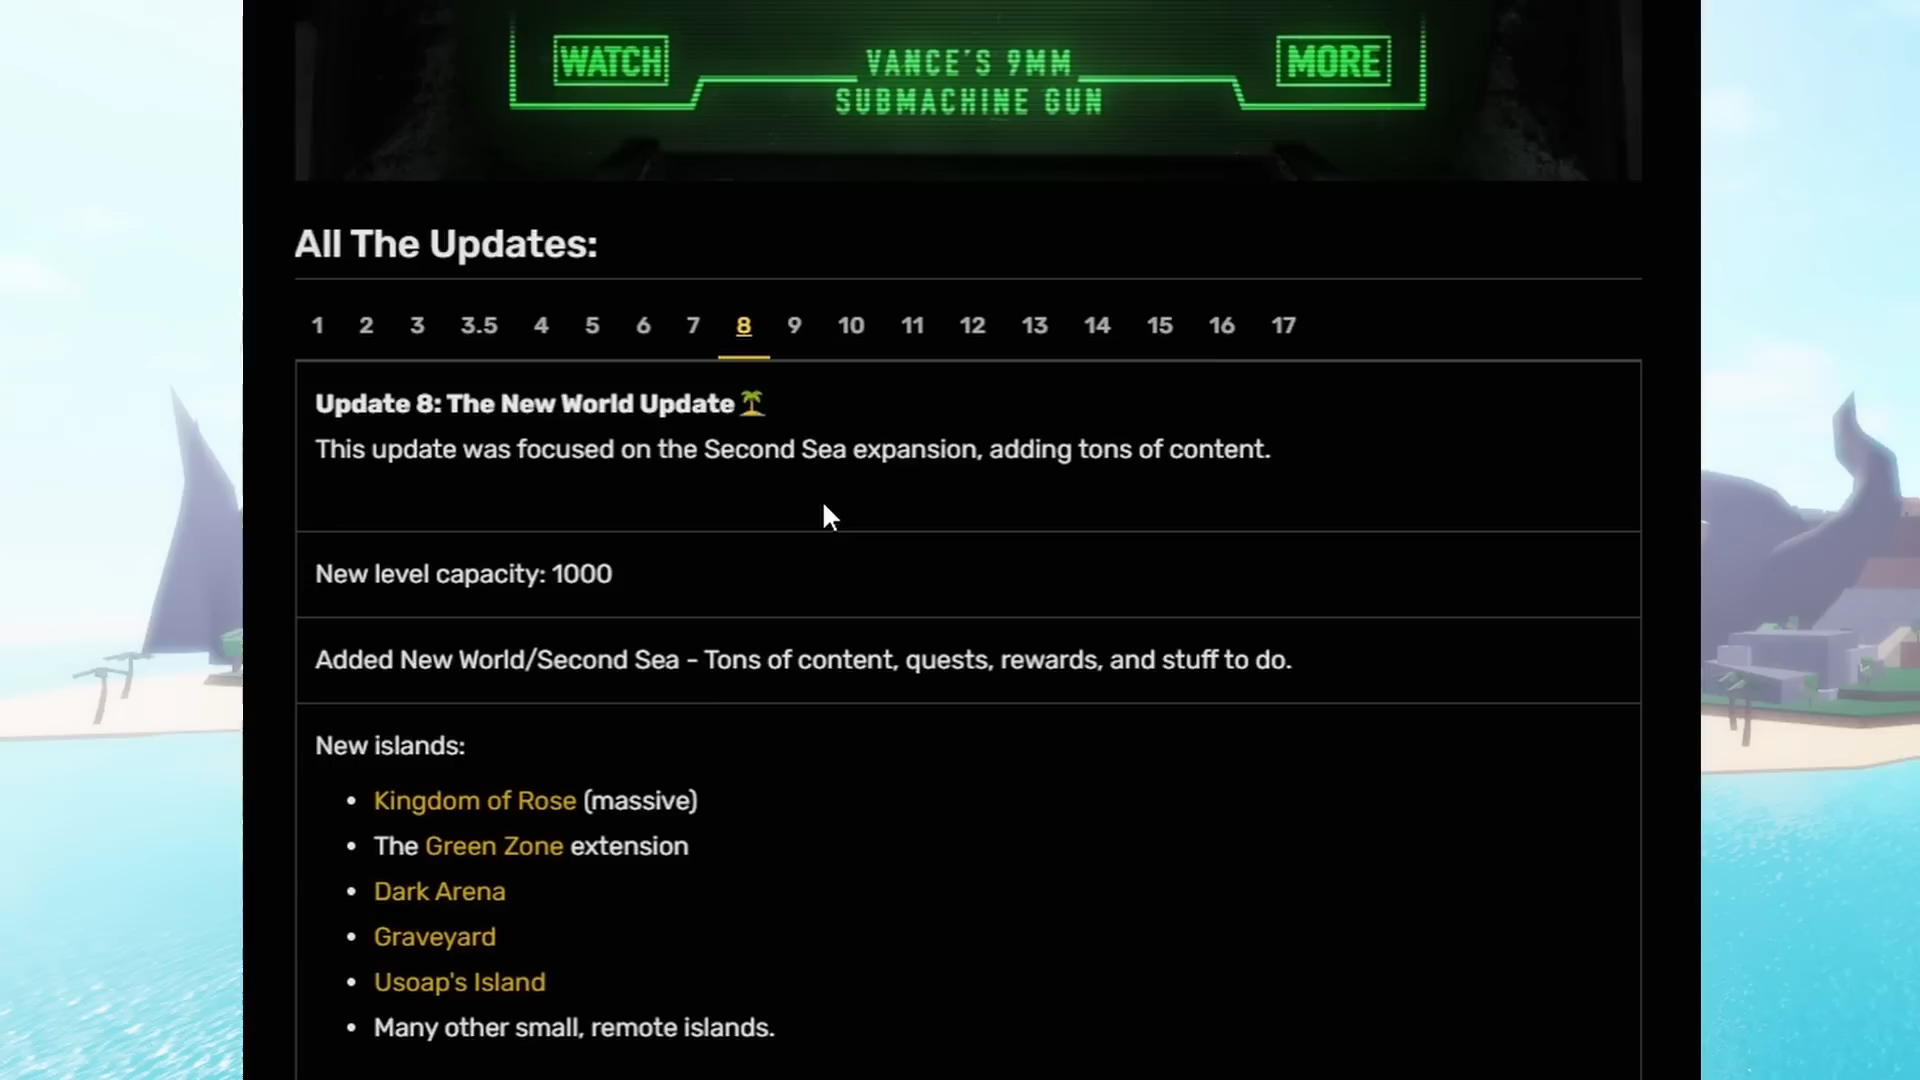 WATCH
VANCE'S 9MM
SUBMACHINE GUN
MORE
All The Updates:
1 2 3 3.5 4 5 6 7 8 9 10 11 12 13 14 15 16 17
Update 8: The New World Update🏝️
This update was focused on the Second Sea expansion, adding tons of content.
New level capacity: 1000
Added New World/Second Sea - Tons of content, quests, rewards, and stuff to do.
New islands:
• Kingdom of Rose (massive)
• The Green Zone extension
• Dark Arena
• Graveyard
• Usoap's Island
• Many other small, remote islands.